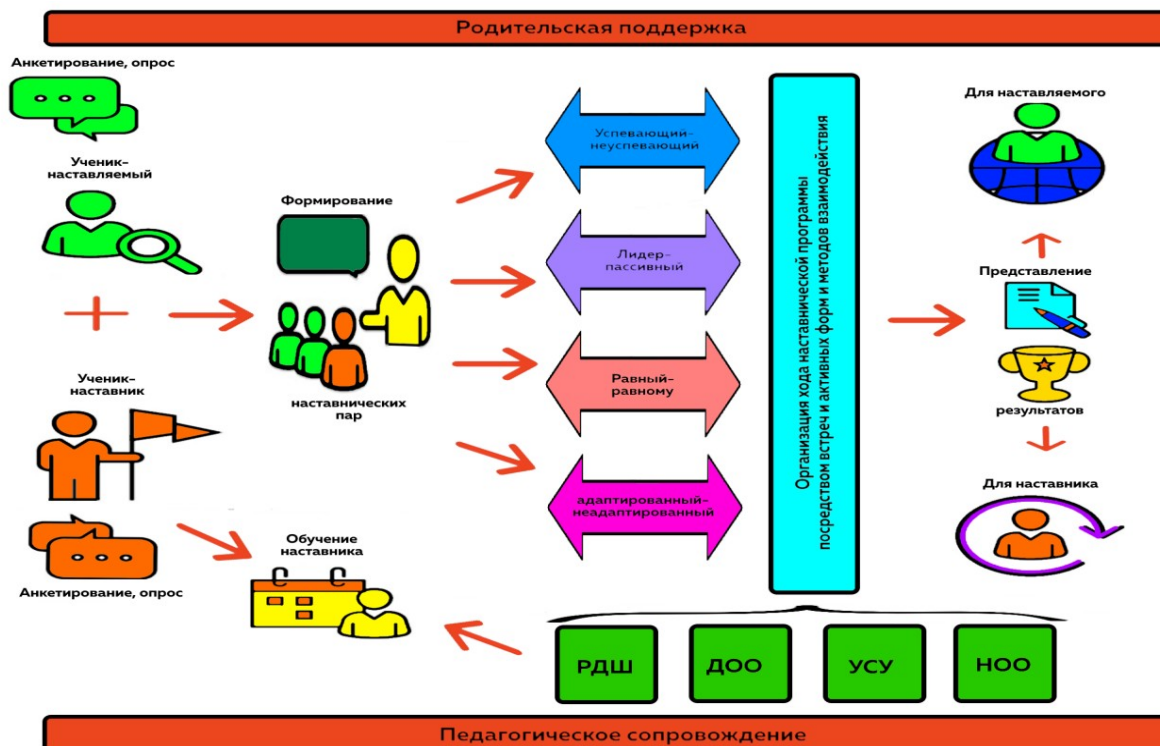 Родительская поддержка
Анкетирование, опрос
Ученик-
наставляемый
Ученик-
наставник
Анкетирование, опрос
Формирование
наставнических
пар
Обучение
наставника
Успевающий-
неуспевающий
Лидер-
пассивный
Равный-
равному
адаптированный-
неадаптированный
Организация хода наставнической программы
посредством встреч и активных форм и методов взаимодействия
РДШ
ДОО
УСУ
НОО
Для наставляемого
Представление
результатов
Для наставника
Педагогическое сопровождение